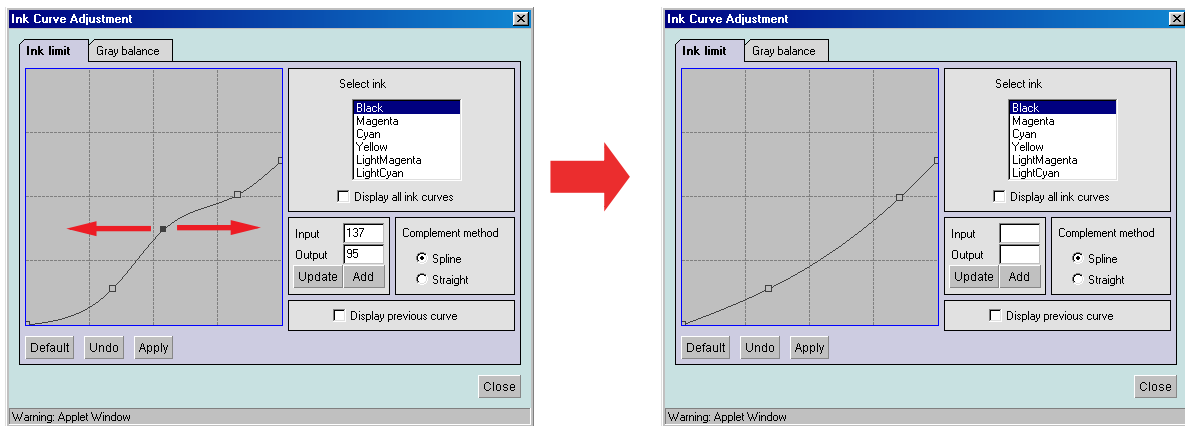 Ink Curve Adjustment
Ink limit
Gray balance
Select ink
Black
Magenta
Cyan
Yellow
LightMagenta
LightCyan
Display all ink curves
Input 137
Output 95
Update Add
Complement method
Spline
Straight
Display previous curve
Default Undo Apply
Close
Warning: Applet Window
Ink Curve Adjustment
Ink limit
Gray balance
Select ink
Black
Magenta
Cyan
Yellow
LightMagenta
LightCyan
Display all ink curves
Input
Output
Update Add
Complement method
Spline
Straight
Display previous curve
Default Undo Apply
Close
Warning: Applet Window